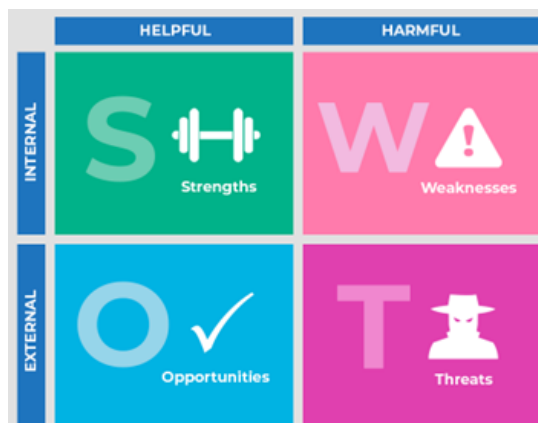 HELPFUL
HARMFUL
INTERNAL
S
Strengths
W
Weaknesses
EXTERNAL
O
Opportunities
T
Threats